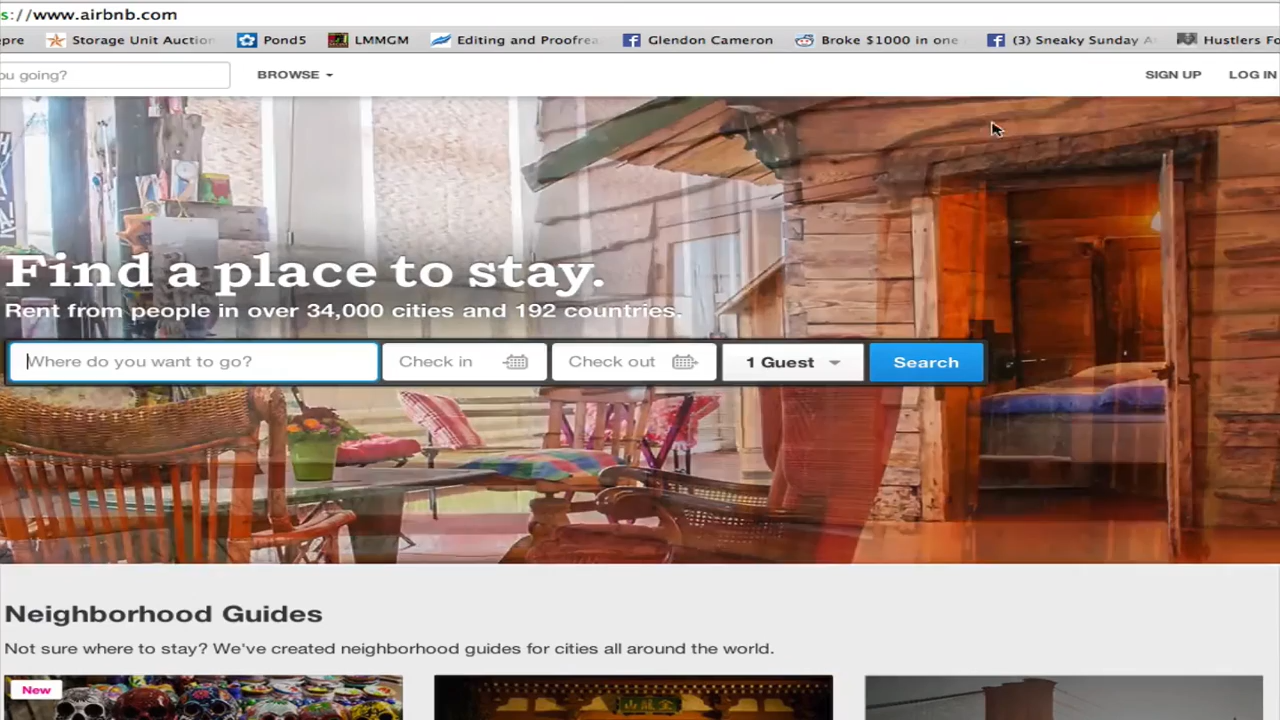 s://www.airbnb.com
pre Storage Unit Auction Pond5 LMMGM Editing and Proofrea Glendon Cameron Broke $1000 in one (3) Sneaky Sunday A Hustlers Fo
ou going? BROWSE SIGN UP LOG IN
Find a place to stay.
Rent from people in over 34,000 cities and 192 countries.
Where do you want to go? Check in Check out 1 Guest Search
Neighborhood Guides
Not sure where to stay? We've created neighborhood guides for cities all around the world.
New